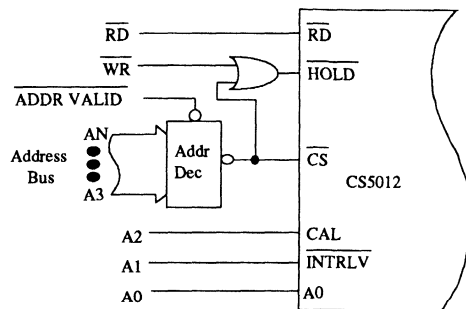 RD RD
WR HOLD
ADDR VALID
AN
Address
Bus
Addr
Dec
CS
A3
CS5012
A2 CAL
A1 INTRLV
A0 A0